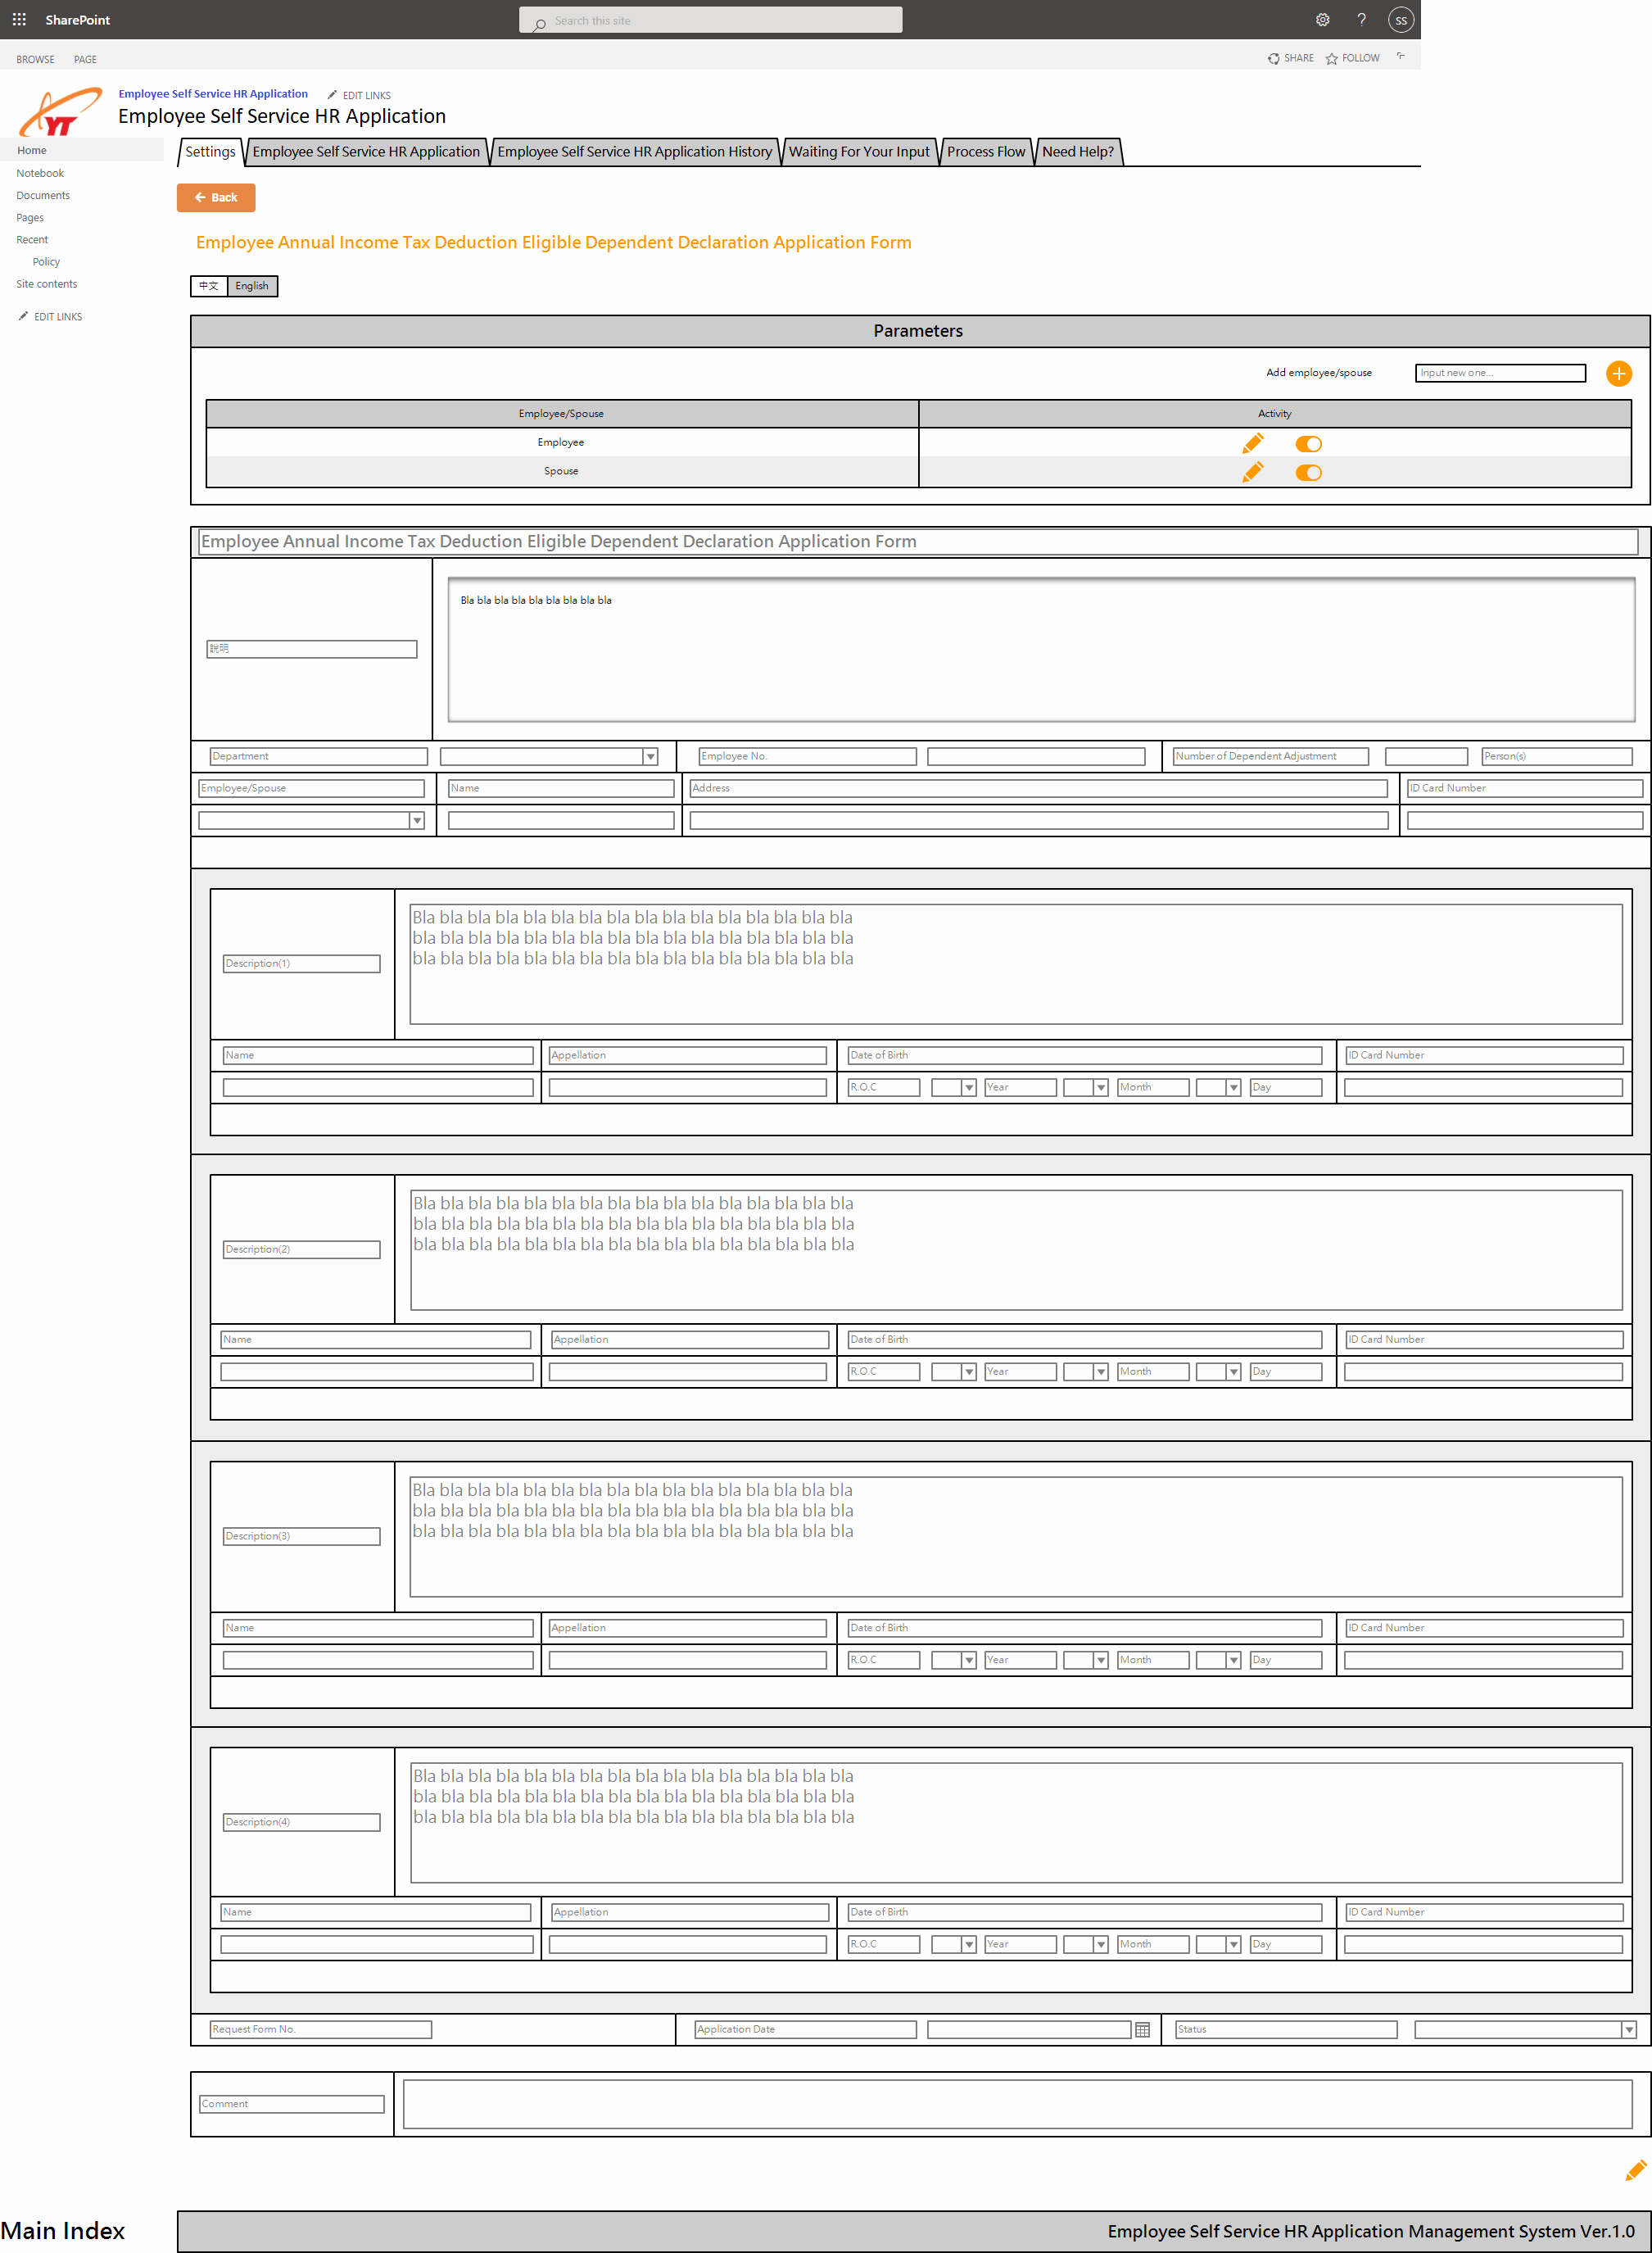 SharePoint
Search this site
?
SS
BROWSE PAGE
SHARE FOLLOW
YT
Employee Self Service HR Application EDIT LINKS
Employee Self Service HR Application
Home
Notebook
Documents
Pages
Recent
Policy
Site contents
EDIT LINKS
Settings Employee Self Service HR Application Employee Self Service HR Application History Waiting For Your Input Process Flow Need Help?
Back
Employee Annual Income Tax Deduction Eligible Dependent Declaration Application Form
中文 English
Parameters
Add employee/spouse Input new one...
Employee/Spouse Activity
Employee
Spouse
Employee Annual Income Tax Deduction Eligible Dependent Declaration Application Form
說明
Bla bla bla bla bla bla bla bla bla
Department Employee No. Number of Dependent Adjustment Person(s)
Employee/Spouse Name Address ID Card Number
Description(1)
Bla bla bla bla bla bla bla bla bla bla bla bla bla bla bla bla
bla bla bla bla bla bla bla bla bla bla bla bla bla bla bla bla
bla bla bla bla bla bla bla bla bla bla bla bla bla bla bla bla
Name Appellation Date of Birth ID Card Number
R.O.C Year Month Day
Description(2)
Bla bla bla bla bla bla bla bla bla bla bla bla bla bla bla bla
bla bla bla bla bla bla bla bla bla bla bla bla bla bla bla bla
bla bla bla bla bla bla bla bla bla bla bla bla bla bla bla bla
Name Appellation Date of Birth ID Card Number
R.O.C Year Month Day
Description(3)
Bla bla bla bla bla bla bla bla bla bla bla bla bla bla bla bla
bla bla bla bla bla bla bla bla bla bla bla bla bla bla bla bla
bla bla bla bla bla bla bla bla bla bla bla bla bla bla bla bla
Name Appellation Date of Birth ID Card Number
R.O.C Year Month Day
Description(4)
Bla bla bla bla bla bla bla bla bla bla bla bla bla bla bla bla
bla bla bla bla bla bla bla bla bla bla bla bla bla bla bla bla
bla bla bla bla bla bla bla bla bla bla bla bla bla bla bla bla
Name Appellation Date of Birth ID Card Number
R.O.C Year Month Day
Request Form No. Application Date Status
Comment
Main Index
Employee Self Service HR Application Management System Ver.1.0